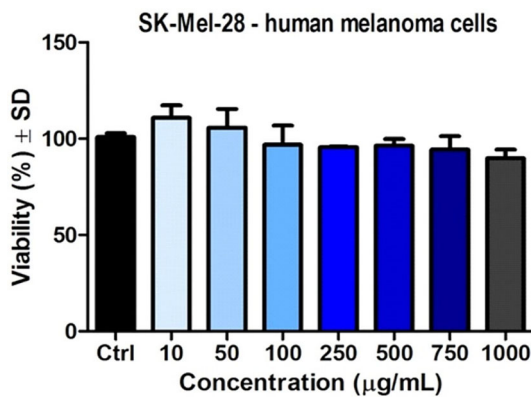 SK-Mel-28 - human melanoma cells
Viability (%) ± SD
150
100
50
0
Ctrl 10 50 100 250 500 750 1000
Concentration (μg/mL)